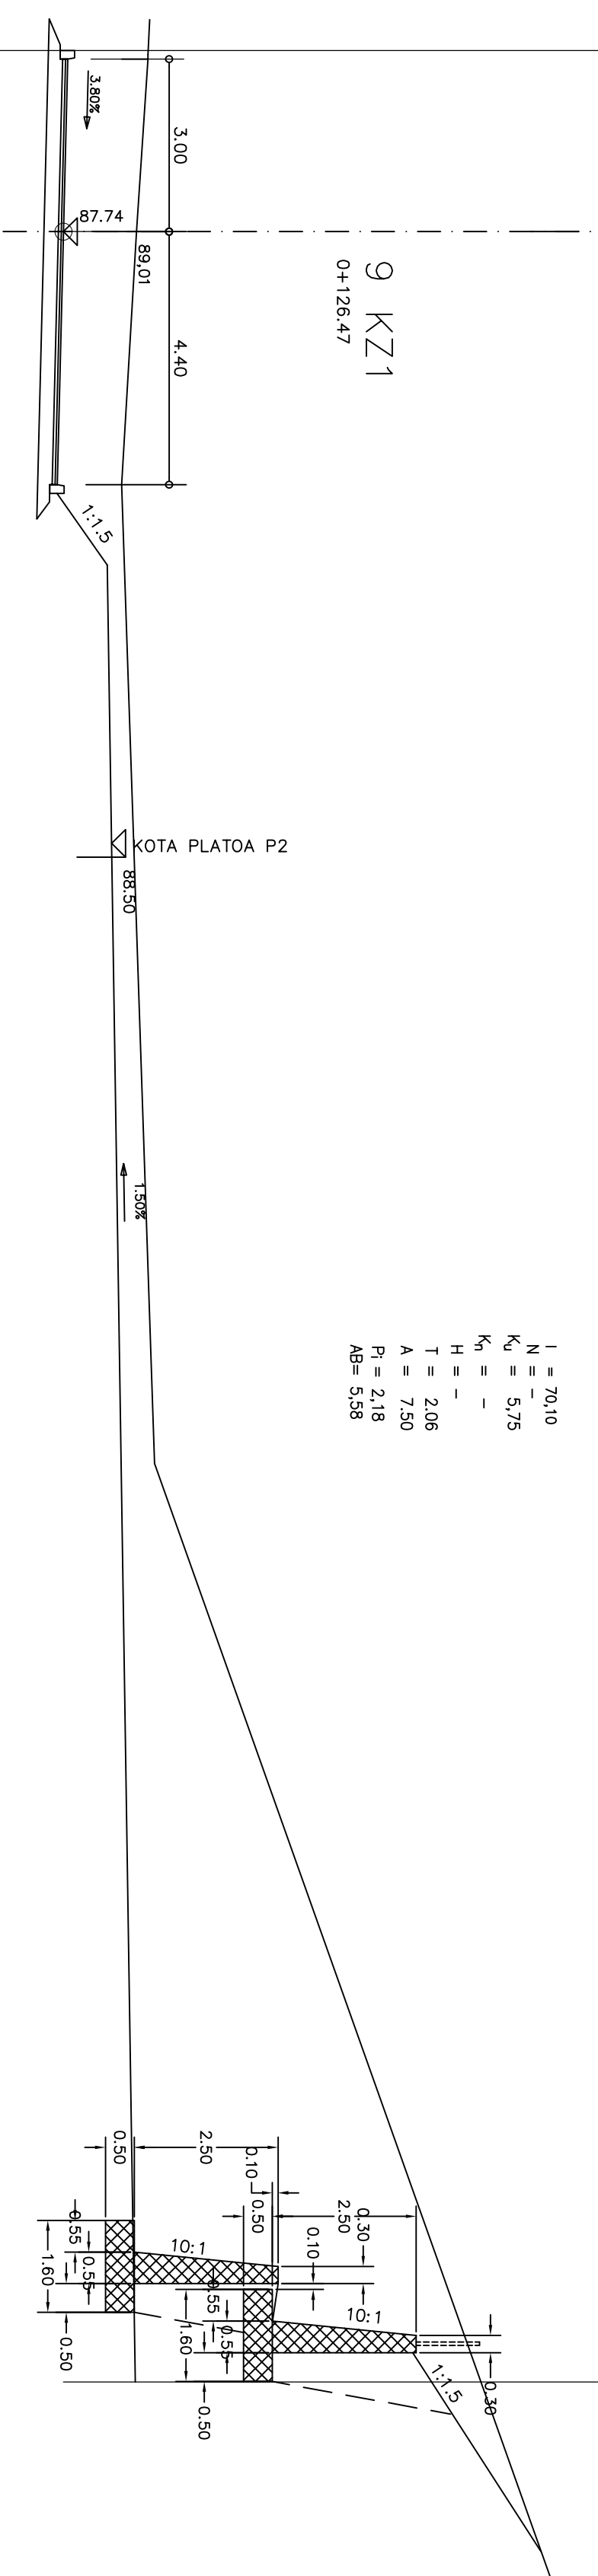 9 KZ1
0+126.47
3.00
4.40
3.80%
87.74
89,01
1:1.5
KOTA PLATOA P2
88.50
1.50%
I = 70,10
N = -
Ku = 5,75
Kn = -
H = -
T = 2.06
A = 7.50
Pi = 2,18
AB= 5,58
0.50
2.50
0.10
0.50
2.50
0.30
0.10
10:1
10:1
0.55
0.55
1.60
0.50
0.55
0.55
1.60
0.50
1:1.5
0.30